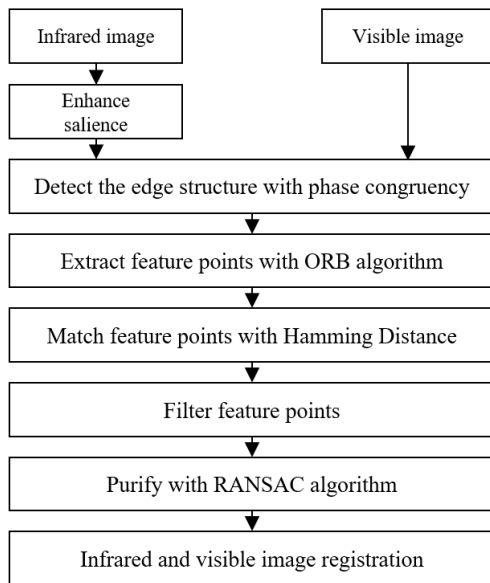 Infrared image
Visible image
Enhance
salience
Detect the edge structure with phase congruency
Extract feature points with ORB algorithm
Match feature points with Hamming Distance
Filter feature points
Purify with RANSAC algorithm
Infrared and visible image registration